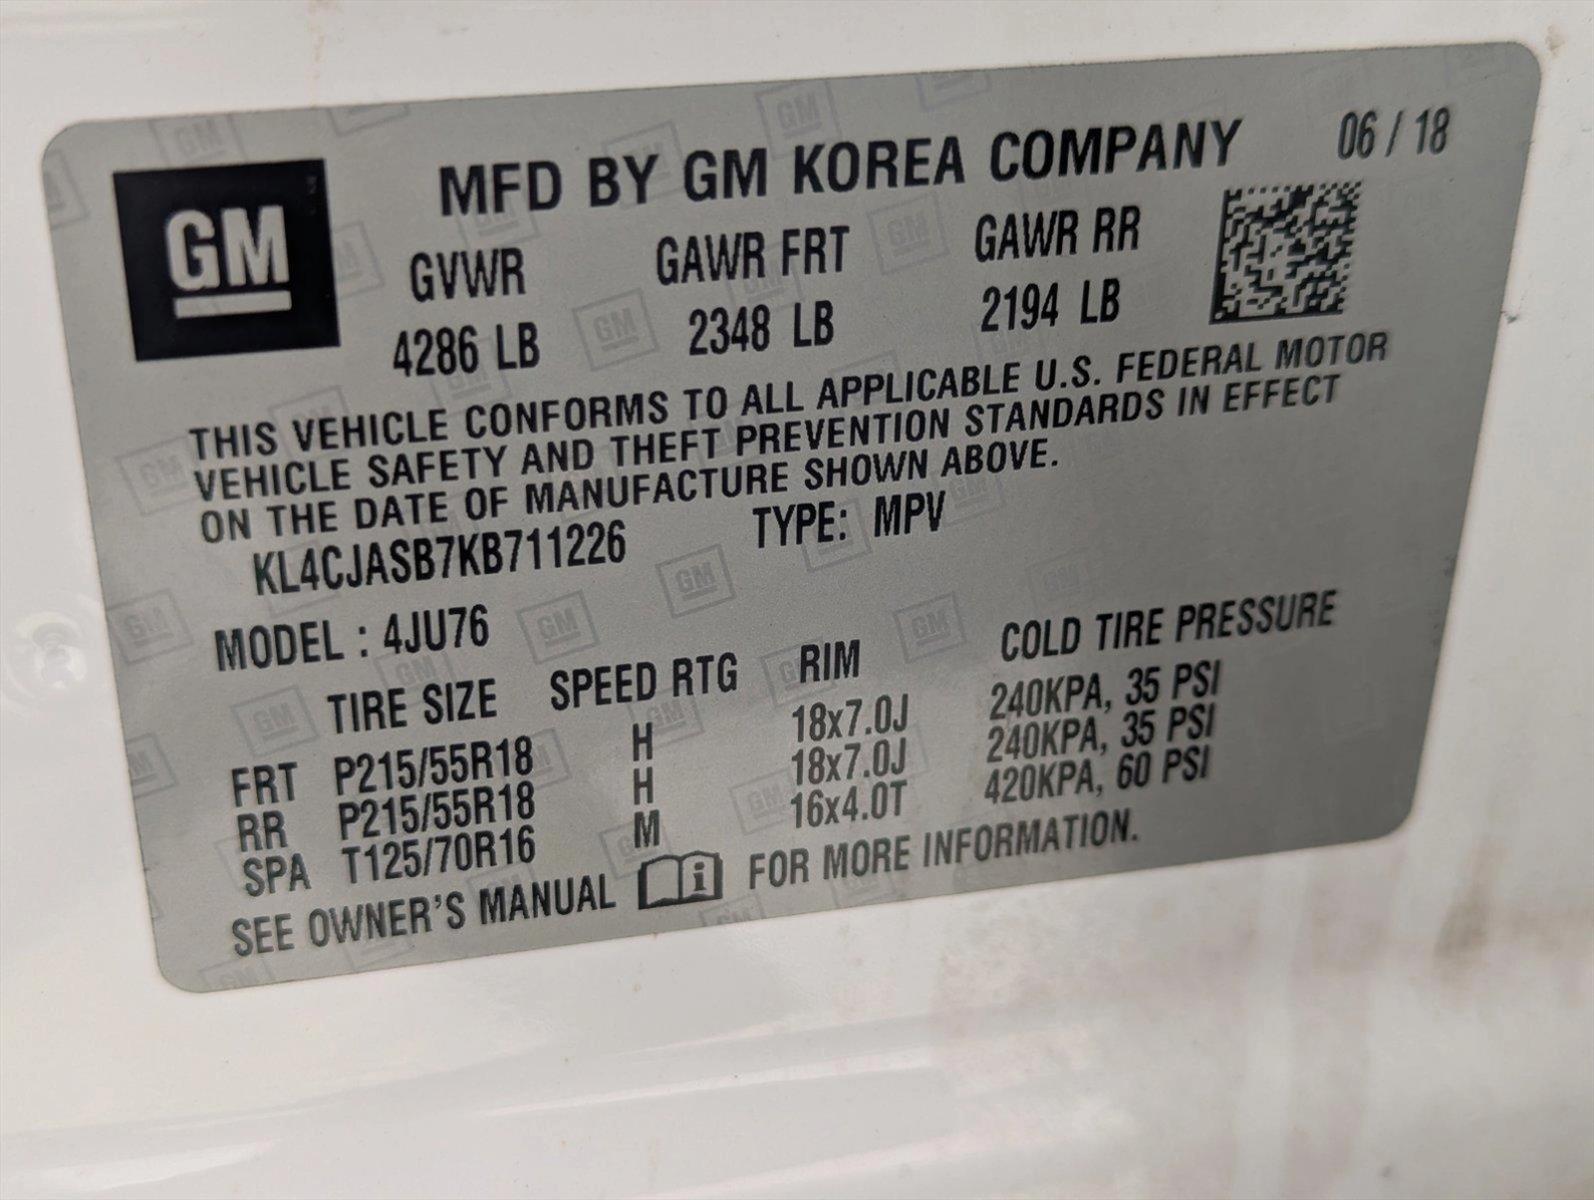 GM
MFD BY GM KOREA COMPANY 06 / 18
GVWR GAWR FRT GAWR RR
4286 LB 2348 LB 2194 LB
THIS VEHICLE CONFORMS TO ALL APPLICABLE U.S. FEDERAL MOTOR
VEHICLE SAFETY AND THEFT PREVENTION STANDARDS IN EFFECT
ON THE DATE OF MANUFACTURE SHOWN ABOVE.
KL4CJASB7KB711226 TYPE: MPV
MODEL : 4JU76
TIRE SIZE SPEED RTG RIM COLD TIRE PRESSURE
FRT P215/55R18 H 18x7.0J 240KPA, 35 PSI
RR P215/55R18 H 18x7.0J 240KPA, 35 PSI
SPA T125/70R16 M 16x4.0T 420KPA, 60 PSI
SEE OWNER'S MANUAL i FOR MORE INFORMATION.